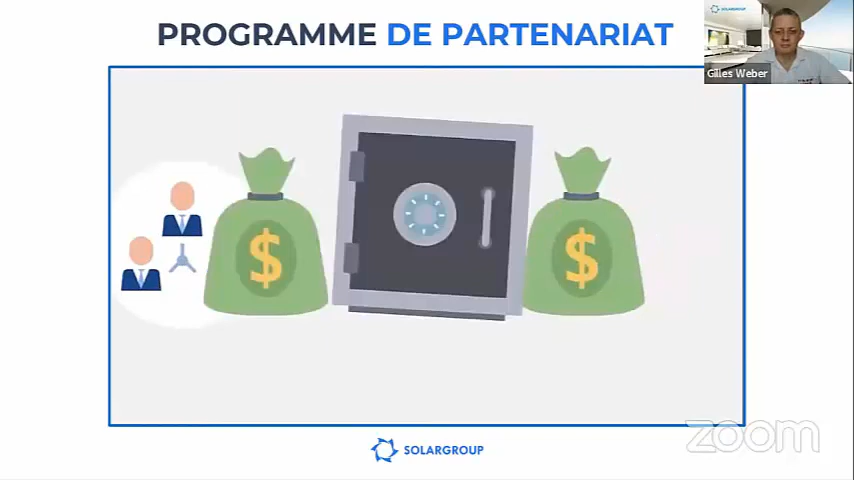 PROGRAMME DE PARTENARIAT
SOLARGROUP
Gilles Weber
$
$
SOLARGROUP
zoom